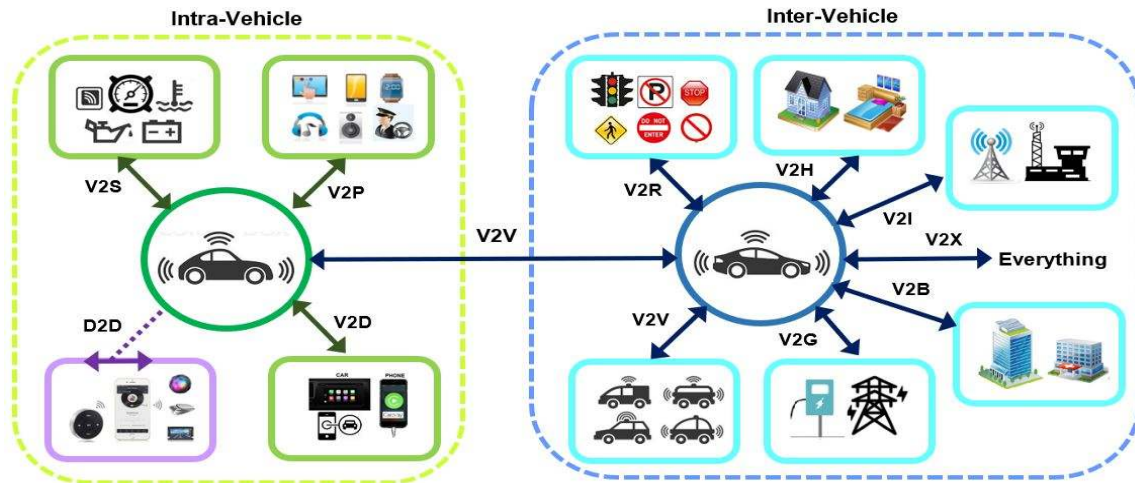 Intra-Vehicle
Inter-Vehicle
V2S
V2P
V2V
D2D
V2D
CAR
PHONE
P
STOP
DO NOT
ENTER
V2R
V2H
V2I
V2X
Everything
V2B
V2V
V2G